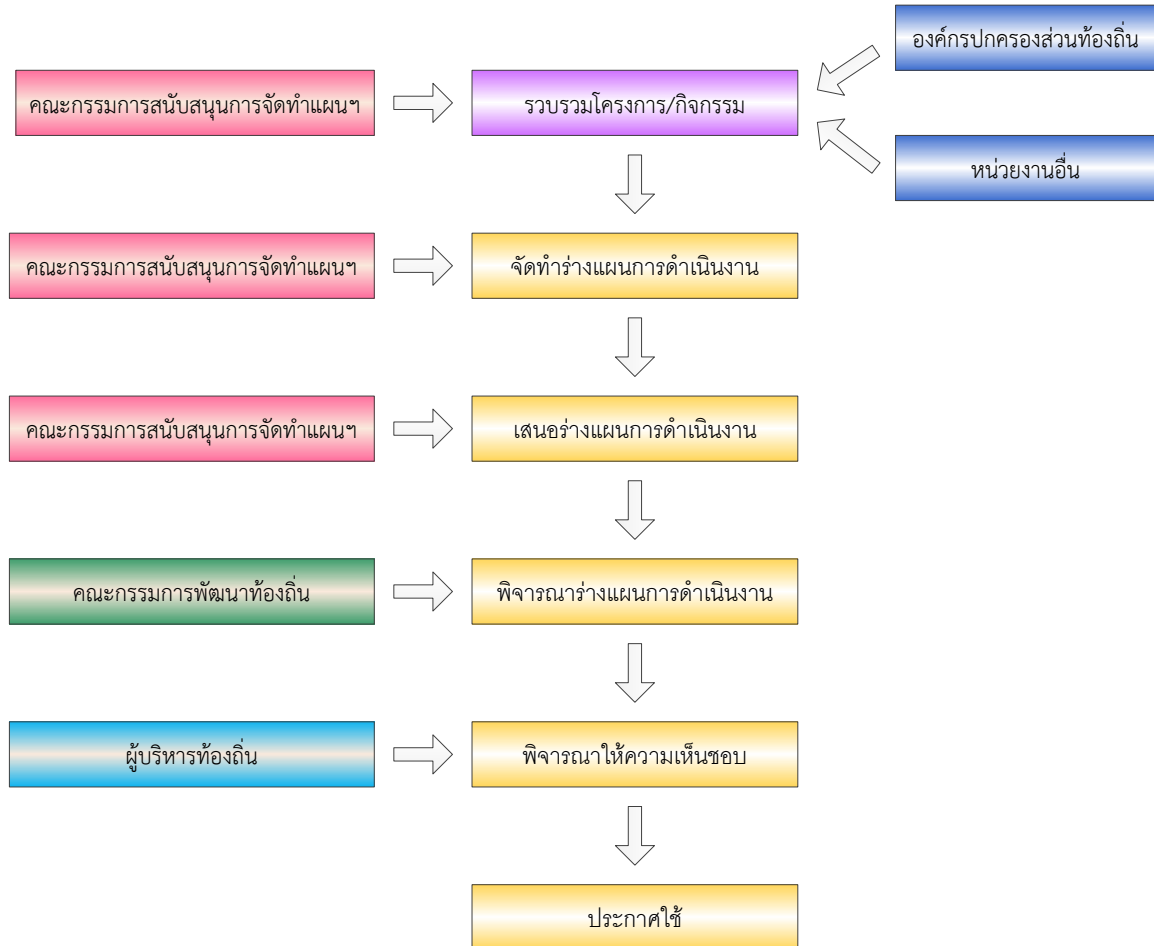 องค์กรปกครองส่วนท้องถิ่น
คณะกรรมการสนับสนุนการจัดทำแผนฯ
รวบรวมโครงการ/กิจกรรม
หน่วยงานอื่น
คณะกรรมการสนับสนุนการจัดทำแผนฯ
จัดทำร่างแผนการดำเนินงาน
คณะกรรมการสนับสนุนการจัดทำแผนฯ
เสนอร่างแผนการดำเนินงาน
คณะกรรมการพัฒนาท้องถิ่น
พิจารณาร่างแผนการดำเนินงาน
ผู้บริหารท้องถิ่น
พิจารณาให้ความเห็นชอบ
ประกาศใช้